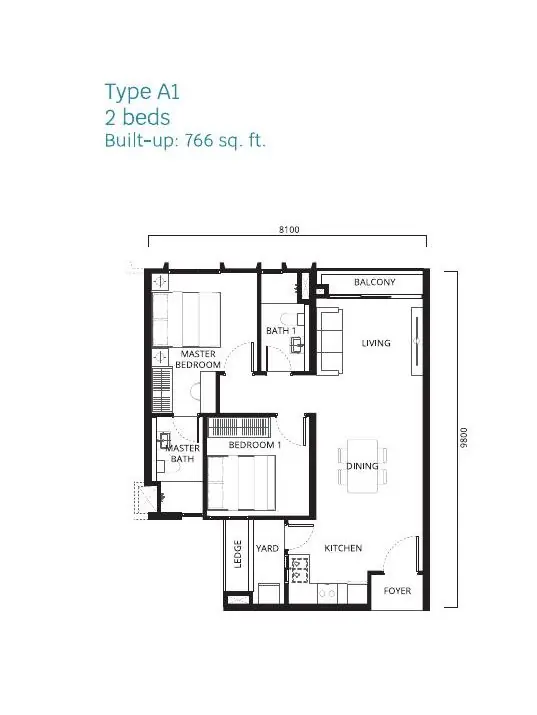 Type A1
2 beds
Built-up: 766 sq. ft.
8100
BALCONY
BATH 1
LIVING
MASTER
BEDROOM
9800
MASTER
BATH
BEDROOM 1
DINING
LEDGE
YARD
KITCHEN
FOYER